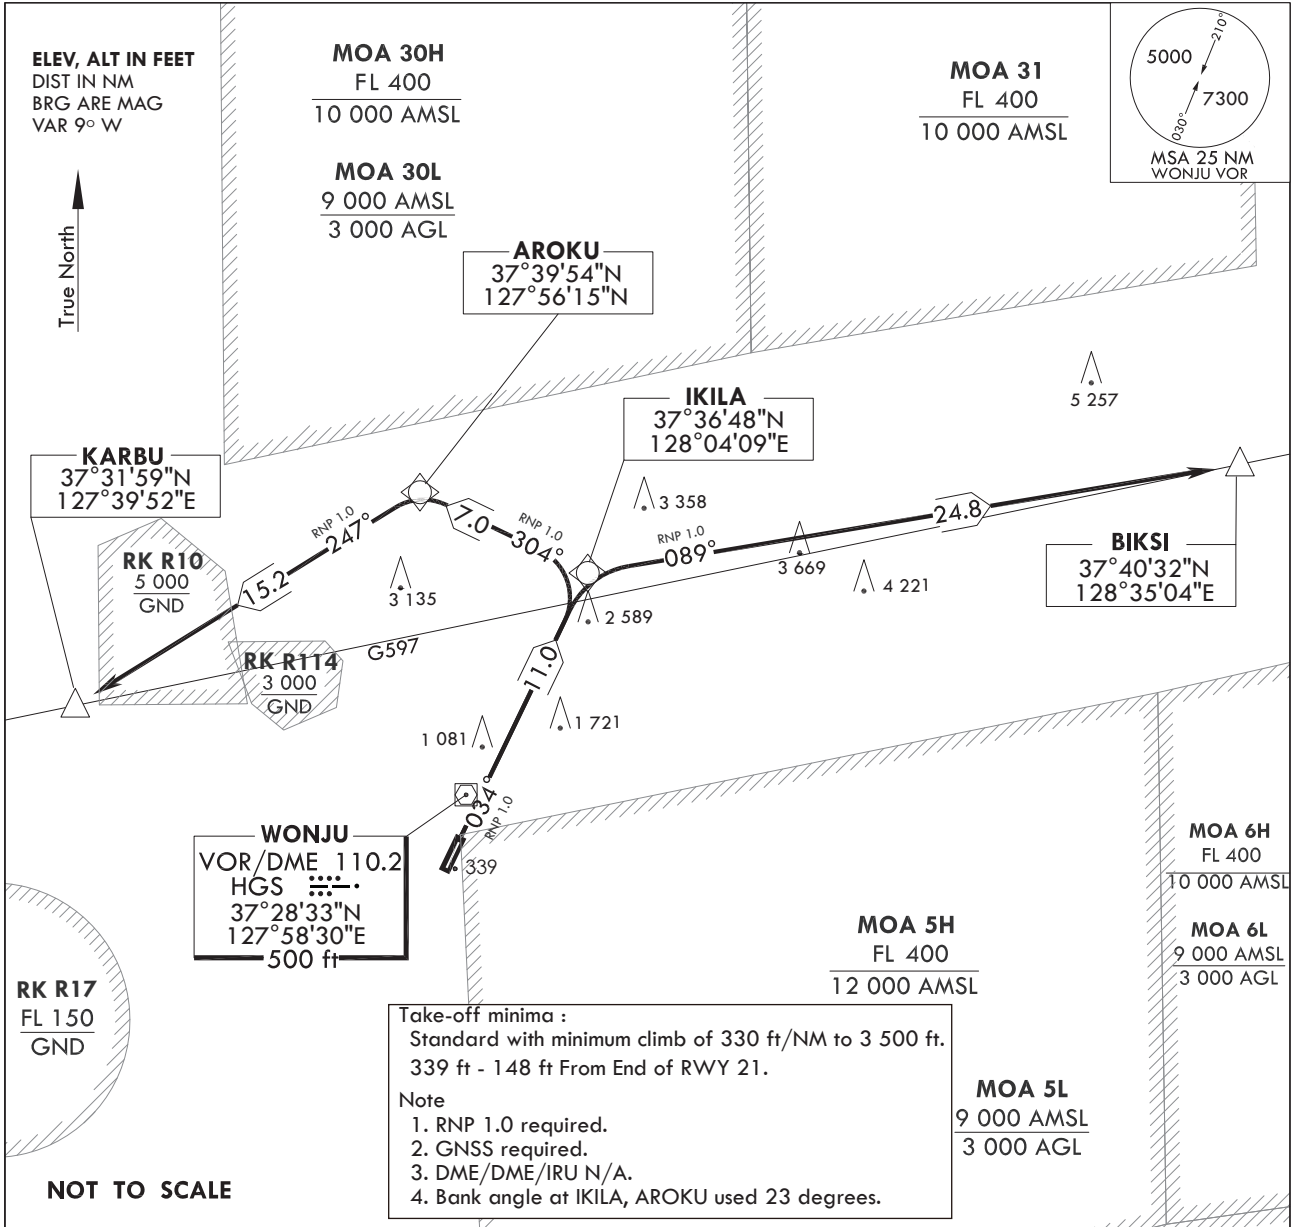 ELEV, ALT IN FEET
DIST IN NM
BRG ARE MAG
VAR 9° W
True North
MOA 30H
FL 400
10 000 AMSL
MOA 30L
9 000 AMSL
3 000 AGL
MOA 31
FL 400
10 000 AMSL
5000
210°
7300
030°
MSA 25 NM
WONJU VOR
AROKU
37°39'54"N
127°56'15"N
IKILA
37°36'48"N
128°04'09"E
5 257
KARBU
37°31'59"N
127°39'52"E
RNP 1.0
247°
15.2
7.0
RNP 1.0
304°
3 358
RNP 1.0
089°
24.8
3 669
4 221
BIKSI
37°40'32"N
128°35'04"E
RK R10
5 000
GND
3 135
2 589
G597
RK R114
3 000
GND
11.0
1 081
1 721
034°
RNP 1.0
339
WONJU
VOR/DME 110.2
HGS
37°28'33"N
127°58'30"E
500 ft
MOA 6H
FL 400
10 000 AMSL
MOA 6L
9 000 AMSL
3 000 AGL
MOA 5H
FL 400
12 000 AMSL
RK R17
FL 150
GND
Take-off minima :
Standard with minimum climb of 330 ft/NM to 3 500 ft.
339 ft - 148 ft From End of RWY 21.
Note
1. RNP 1.0 required.
2. GNSS required.
3. DME/DME/IRU N/A.
4. Bank angle at IKILA, AROKU used 23 degrees.
MOA 5L
9 000 AMSL
3 000 AGL
NOT TO SCALE